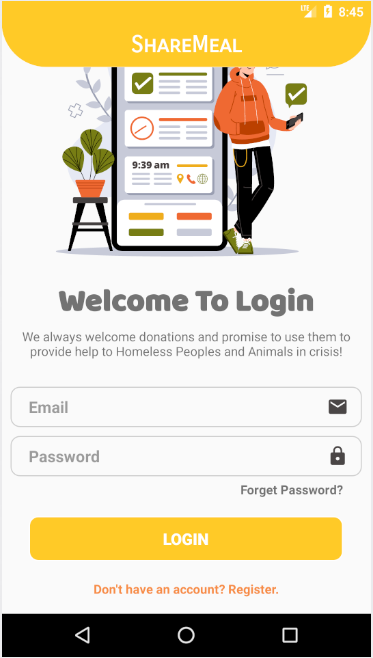 LTE 8:45
ShareMeal
9:39 am
Welcome To Login
We always welcome donations and promise to use them to
provide help to Homeless Peoples and Animals in crisis!
Email
Password
Forget Password?
LOGIN
Don't have an account? Register.